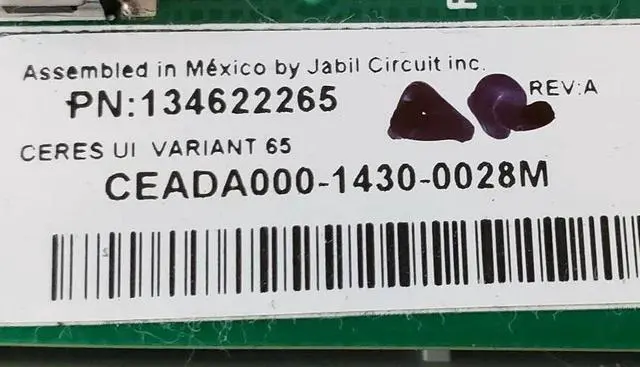 Assembled in México by Jabil Circuit inc.
PN:134622265
REV:A
CERES UI VARIANT 65
CEADA000-1430-0028M